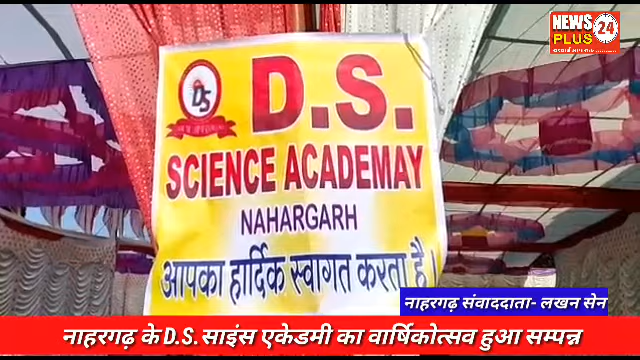 NEWS
PLUS 24
D.S.
DS
SCIENCE ACADEMAY
NAHARGARH
आपका हार्दिक स्वागत करता है।
नाहरगढ़ संवाददाता- लखन सेन
नाहरगढ़ के D.S. साइंस एकेडमी का वार्षिकोत्सव हुआ सम्पन्न